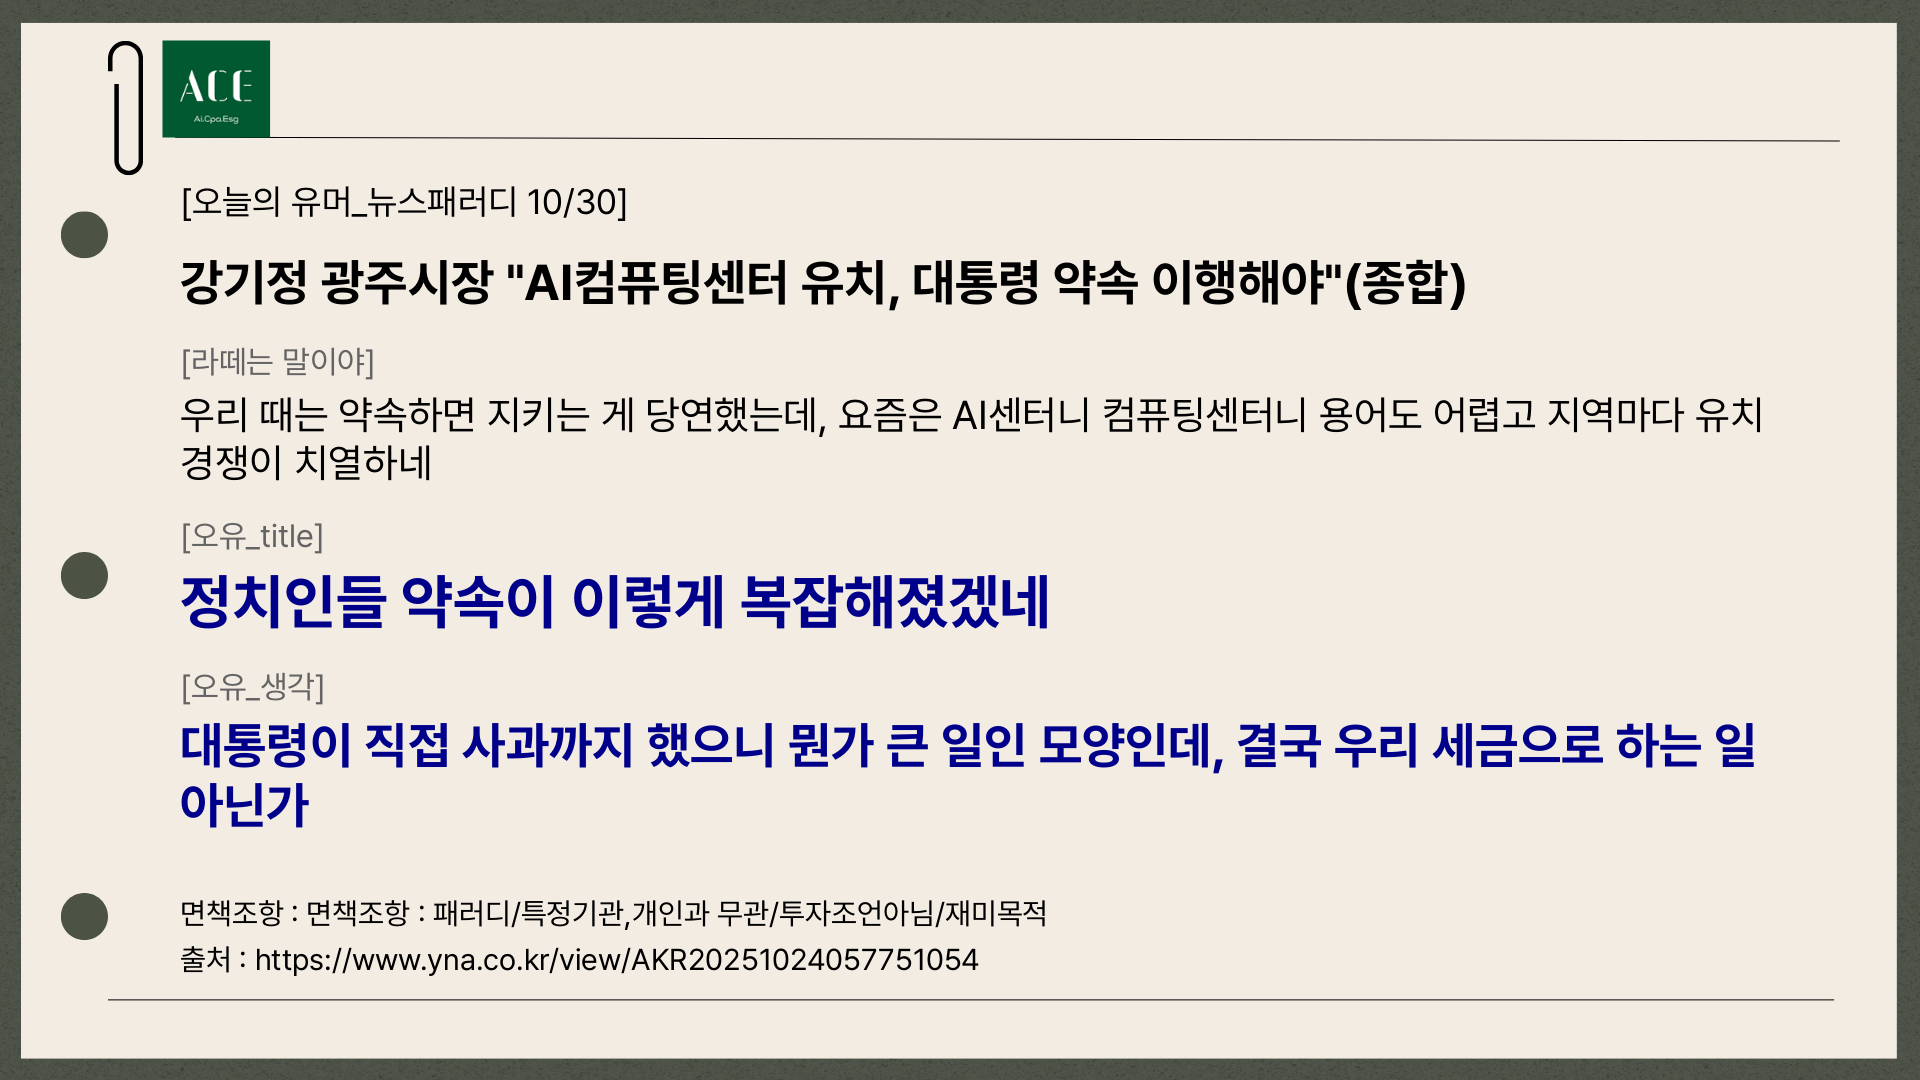 ACE
Ai.Cpa.Esg
[오늘의 유머_뉴스패러디 10/30]
강기정 광주시장 "AI컴퓨팅센터 유치, 대통령 약속 이행해야"(종합)
[라떼는 말이야]
우리 때는 약속하면 지키는 게 당연했는데, 요즘은 AI센터니 컴퓨팅센터니 용어도 어렵고 지역마다 유치
경쟁이 치열하네
[오유_title]
정치인들 약속이 이렇게 복잡해졌겠네
[오유_생각]
대통령이 직접 사과까지 했으니 뭔가 큰 일인 모양인데, 결국 우리 세금으로 하는 일
아닌가
면책조항 : 면책조항 : 패러디/특정기관,개인과 무관/투자조언아님/재미목적
출처 : https://www.yna.co.kr/view/AKR20251024057751054